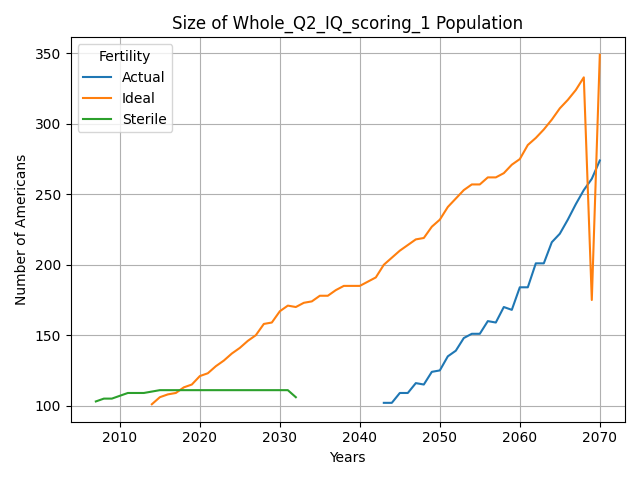 Size of Whole_Q2_IQ_scoring_1 Population
Fertility
Actual
Ideal
Sterile
Number of Americans
350
300
250
200
150
100
2010 2020 2030 2040 2050 2060 2070
Years